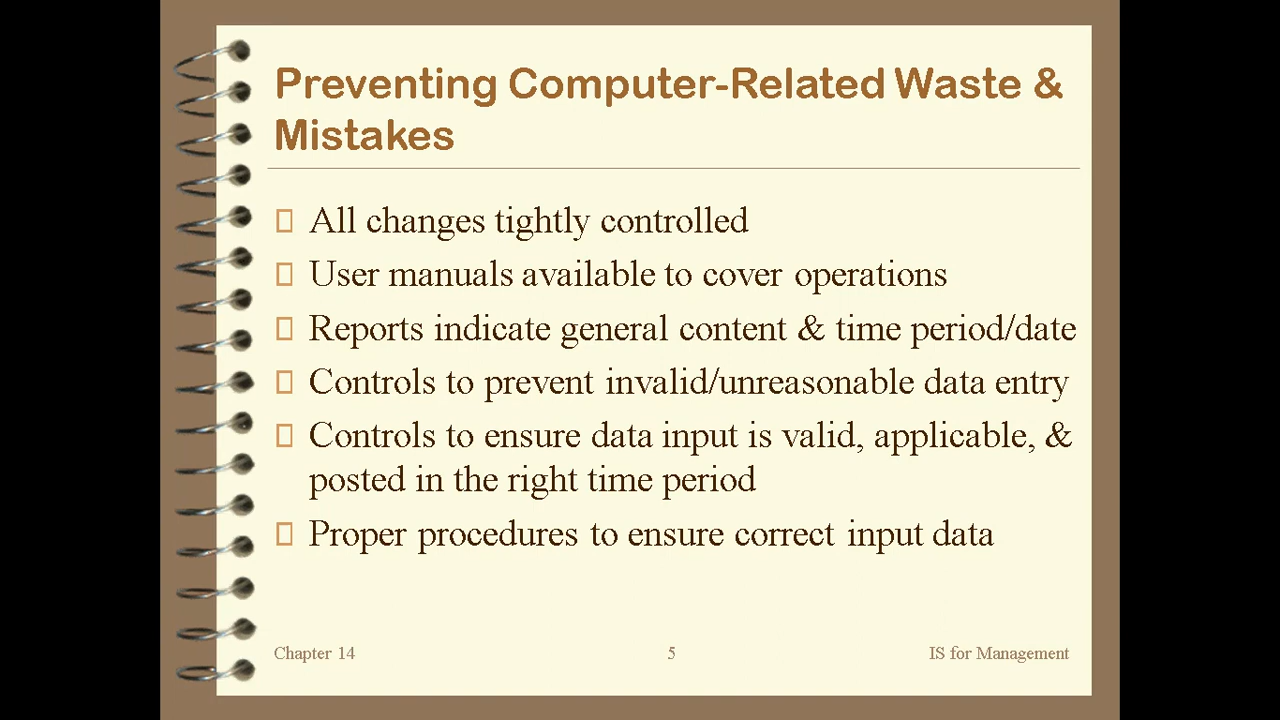 Preventing Computer-Related Waste &
Mistakes
All changes tightly controlled
User manuals available to cover operations
Reports indicate general content & time period/date
Controls to prevent invalid/unreasonable data entry
Controls to ensure data input is valid, applicable, &
posted in the right time period
Proper procedures to ensure correct input data
Chapter 14
5
IS for Management